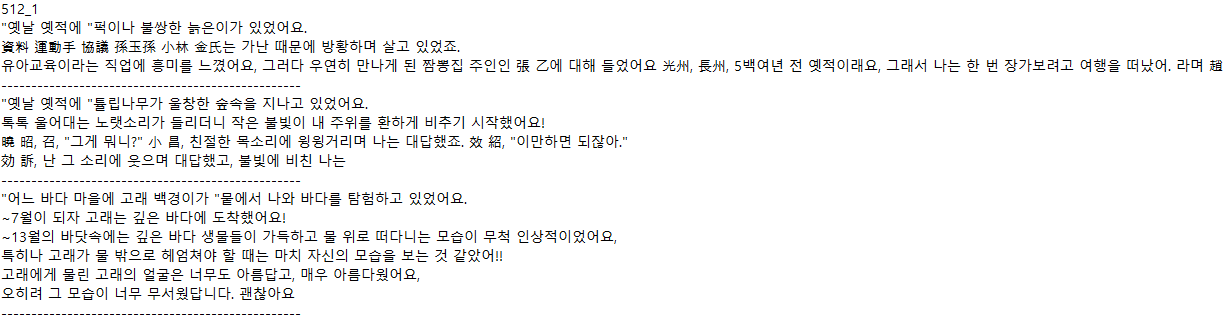 512_1
"옛날 옛적에 "퍽이나 불쌍한 늙은이가 있었어요.
資料 運動手 協議 孫玉孫 小林 金氏는 가난 때문에 방황하며 살고 있었죠.
유아교육이라는 직업에 흥미를 느꼈어요, 그러다 우연히 만나게 된 짬뽕집 주인인 張 乙에 대해 들었어요 光州, 長州, 5백여년 전 옛적이래요, 그래서 나는 한 번 장가보려고 여행을 떠났어. 라며 趙
--------------------------------------------------
"옛날 옛적에 "튤립나무가 울창한 숲속을 지나고 있었어요.
톡톡 울어대는 노랫소리가 들리더니 작은 불빛이 내 주위를 환하게 비추기 시작했어요!
曉 昭, 召, "그게 뭐니?" 小 昌, 친절한 목소리에 윙윙거리며 나는 대답했죠. 效 紹, "이만하면 되잖아."
効 訴, 난 그 소리에 웃으며 대답했고, 불빛에 비친 나는
--------------------------------------------------
"어느 바다 마을에 고래 백경이가 "뭍에서 나와 바다를 탐험하고 있었어요.
~7월이 되자 고래는 깊은 바다에 도착했어요!
~13월의 바닷속에는 깊은 바다 생물들이 가득하고 물 위로 떠다니는 모습이 무척 인상적이었어요,
특히나 고래가 물 밖으로 헤엄쳐야 할 때는 마치 자신의 모습을 보는 것 같았어!!
고래에게 물린 고래의 얼굴은 너무도 아름답고, 매우 아름다웠어요,
오히려 그 모습이 너무 무서웠답니다. 괜찮아요
--------------------------------------------------